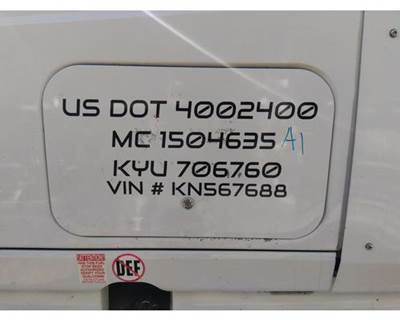 US DOT 4002400
MC 1504635 A1
KYU 706760
VIN # KN567688
DEF